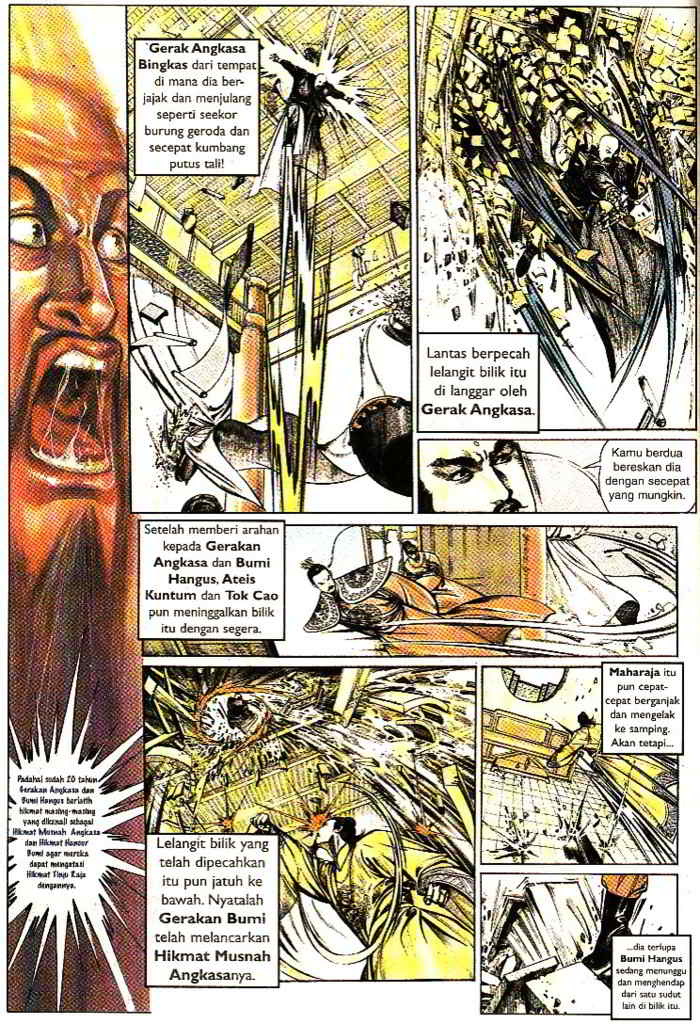 Gerak Angkasa
Bingkas dari tempat
di mana dia ber-
jajak dan menjulang
seperti seekor
burung geroda dan
secepat kumbang
putus tali!
Lantas berpecah
lelangit bilik itu
di langgar oleh
Gerak Angkasa.
Kamu berdua
bereskan dia
dengan secepat
yang mungkin.
Setelah memberi arahan
kepada Gerakan
Angkasa dan Bumi
Hangus, Ateis
Kuntum dan Tok Cao
pun meninggalkan bilik
itu dengan segera.
Padahal sudah 20 tahun
Gerakan Angkasa dan
Bumi Hangus berlatih
hikmat masing-masing
yang dikenali sebagai
Hikmat Musnah Angkasa
dan Hikmat Hancur
Bumi agar mereka
dapat mengatasi
Hikmat Tinju Raja
dengannya.
Lelangit bilik yang
telah dipecahkan
itu pun jatuh ke
bawah. Nyatalah
Gerakan Bumi
telah melancarkan
Hikmat Musnah
Angkasanya.
Maharaja itu
pun cepat-
cepat berganjak
dan mengelak
ke samping.
Akan tetapi...
...dia terlupa
Bumi Hangus
sedang menunggu
dan menghendap
dari satu sudut
lain di bilik itu.